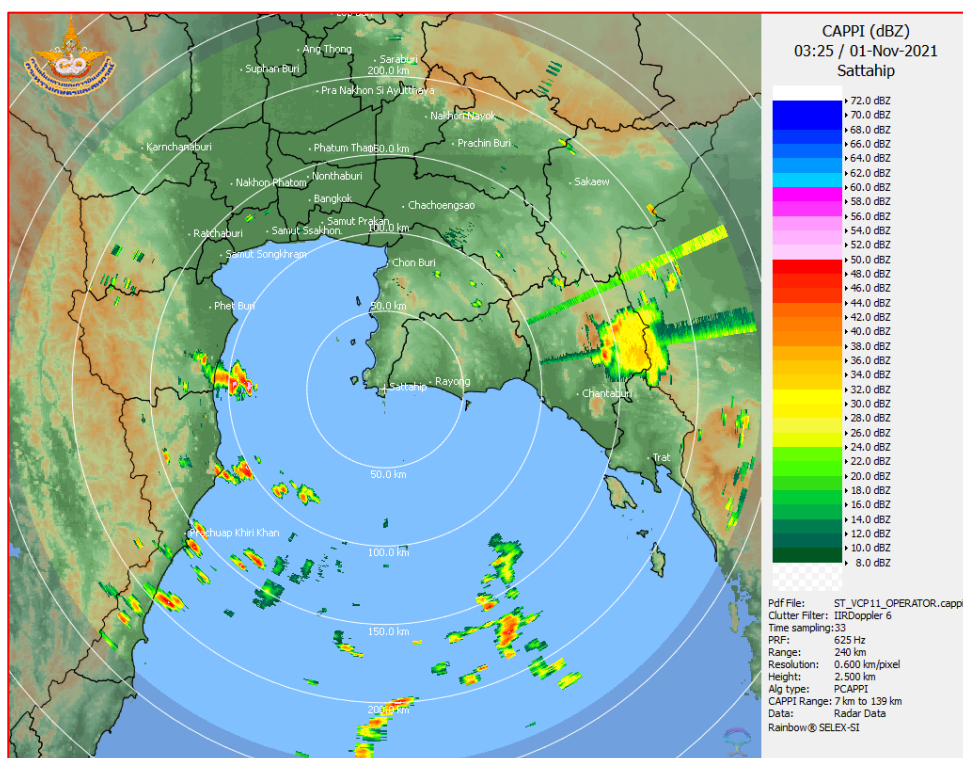 CAPPI (dBZ)
03:25 / 01-Nov-2021
Sattahip
72.0 dBZ
70.0 dBZ
68.0 dBZ
66.0 dBZ
64.0 dBZ
62.0 dBZ
60.0 dBZ
58.0 dBZ
56.0 dBZ
54.0 dBZ
52.0 dBZ
50.0 dBZ
48.0 dBZ
46.0 dBZ
44.0 dBZ
42.0 dBZ
40.0 dBZ
38.0 dBZ
36.0 dBZ
34.0 dBZ
32.0 dBZ
30.0 dBZ
28.0 dBZ
26.0 dBZ
24.0 dBZ
22.0 dBZ
20.0 dBZ
18.0 dBZ
16.0 dBZ
14.0 dBZ
12.0 dBZ
10.0 dBZ
8.0 dBZ
Pdf File: ST_VCP11_OPERATOR.cappi
Clutter Filter: IIRDoppler 6
Time sampling:33
PRF: 625 Hz
Range: 240 km
Resolution: 0.600 km/pixel
Height: 2.500 km
Alg type: PCAPPI
CAPPI Range: 7 km to 139 km
Data: Radar Data
Rainbow® SELEX-SI
Ang Thong
Saraburi
Suphan Buri
200.0 km
Pra Nakhon Si Ayutthaya
Nakhon Nayok
Karnchanaburi
Phatum Thani
150.0 km
Prachin Buri
Nonthaburi
Nakhon Phatom
Sakaew
Bangkok
Chachoengsao
Samut Prakan
Ratchaburi
Samut Ssakhon
100.0 km
Samut Songkhram
Chon Buri
Phet Buri
50.0 km
Sattahip
Rayong
Chantaburi
Trat
50.0 km
Prachuap Khiri Khan
100.0 km
150.0 km
200.0 km